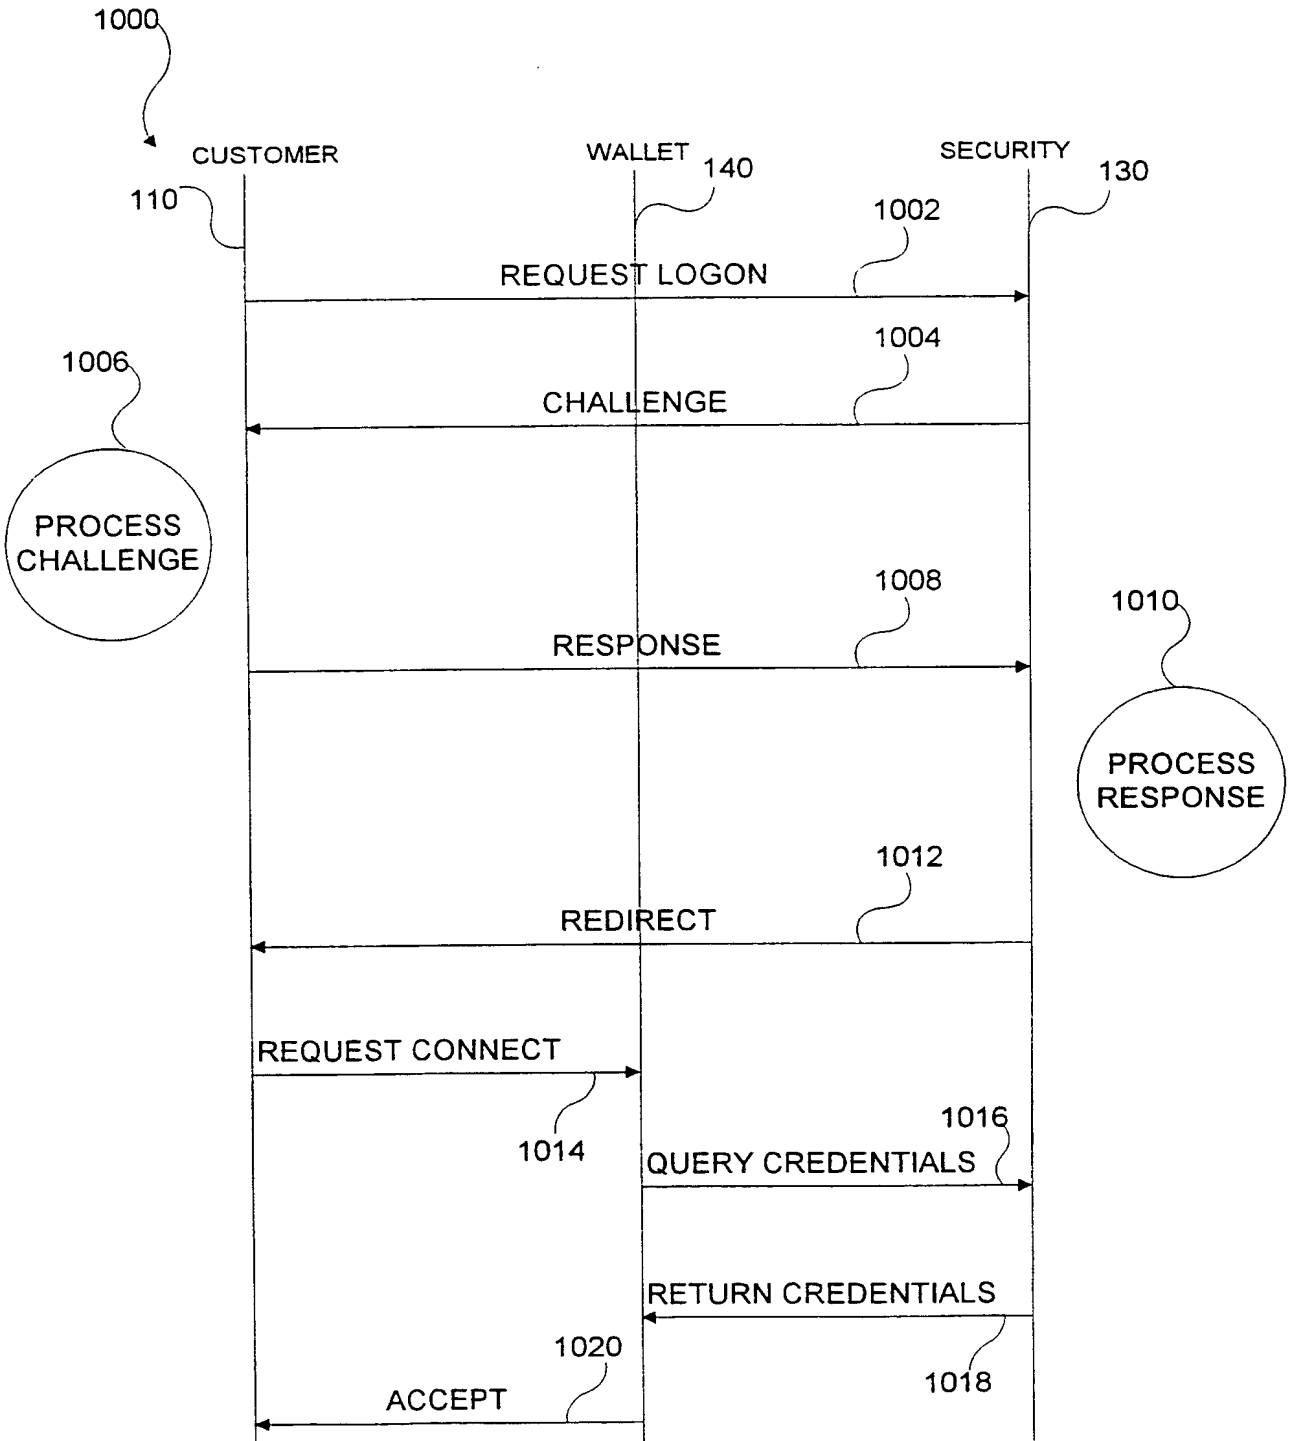 1000
CUSTOMER
WALLET
SECURITY
110
140
130
1002
REQUEST LOGON
1004
1006
CHALLENGE
PROCESS
CHALLENGE
1008
1010
RESPONSE
PROCESS
RESPONSE
1012
REDIRECT
REQUEST CONNECT
1014
1016
QUERY CREDENTIALS
RETURN CREDENTIALS
1020
1018
ACCEPT